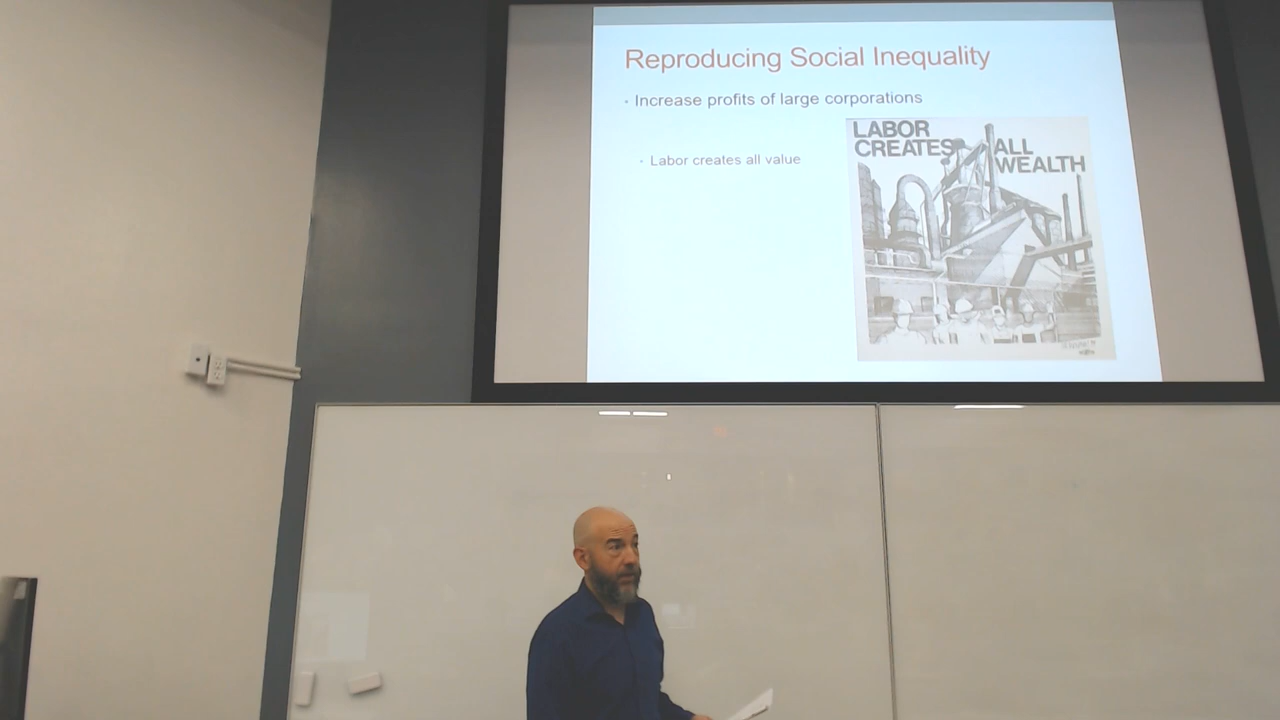 Reproducing Social Inequality
• Increase profits of large corporations
• Labor creates all value
LABOR
CREATES ALL
WEALTH